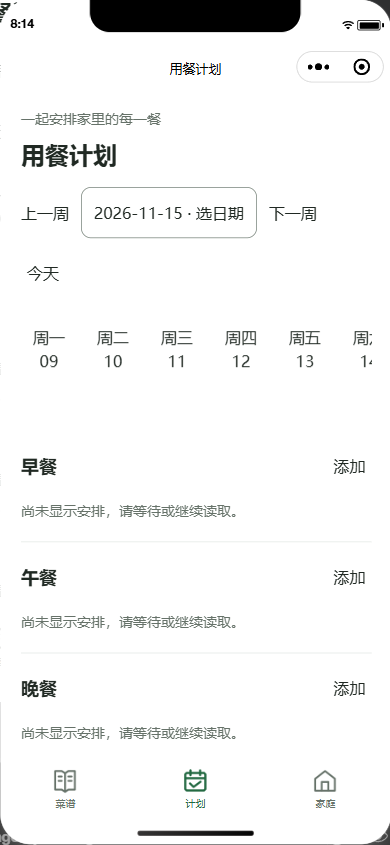 8:14
用餐计划
一起安排家里的每一餐
用餐计划
上一周 2026-11-15 · 选日期 下一周
今天
周一 周二 周三 周四 周五
09 10 11 12 13
早餐 添加
尚未显示安排，请等待或继续读取。
午餐 添加
尚未显示安排，请等待或继续读取。
晚餐 添加
尚未显示安排，请等待或继续读取。
菜谱 计划 家庭